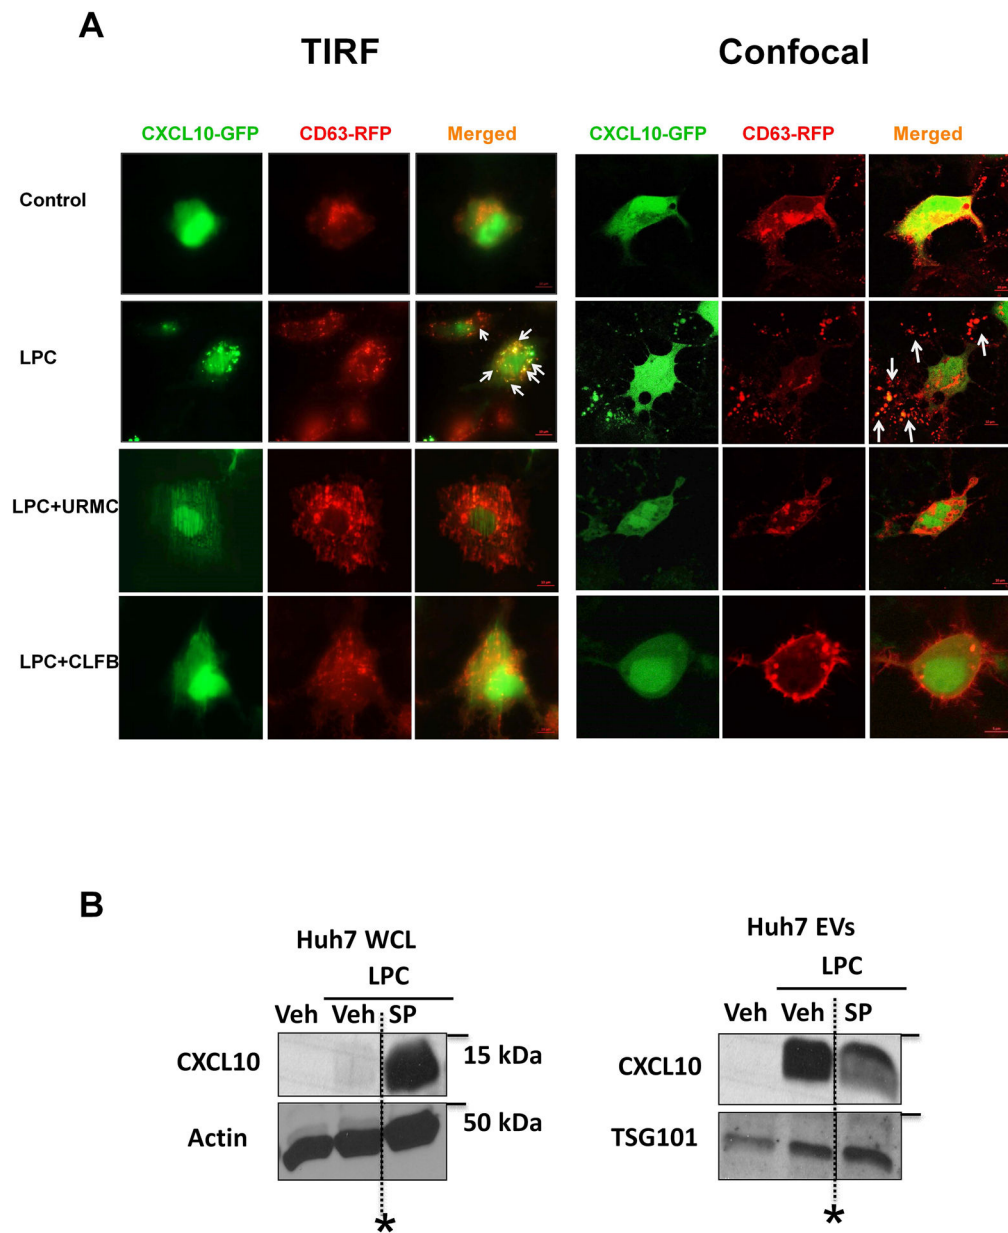 A
TIRF Confocal
CXCL10-GFP CD63-RFP Merged CXCL10-GFP CD63-RFP Merged
Control
LPC
LPC+URMC
LPC+CLFB
B
Huh7 WCL Huh7 EVs
LPC LPC
Veh Veh SP Veh Veh SP
CXCL10 15 kDa CXCL10
Actin 50 kDa TSG101
* *